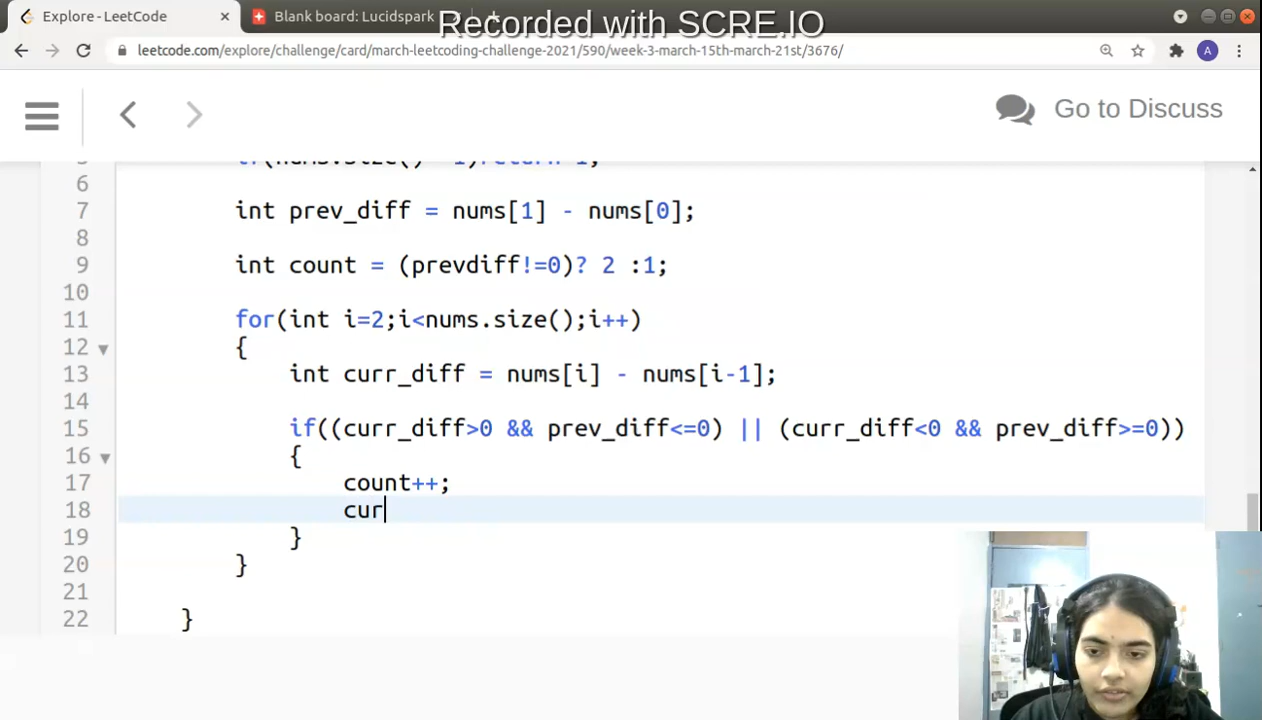 Explore - LeetCode
Blank board: Lucidspark
Recorded with SCRE.IO
leetcode.com/explore/challenge/card/march-leetcoding-challenge-2021/590/week-3-march-15th-march-21st/3676/
A
Go to Discuss
6
7 int prev_diff = nums[1] - nums[0];
8
9 int count = (prevdiff!=0)? 2 :1;
10
11 for(int i=2;i<nums.size();i++)
12 {
13 int curr_diff = nums[i] - nums[i-1];
14
15 if((curr_diff>0 && prev_diff<=0) || (curr_diff<0 && prev_diff>=0))
16 {
17 count++;
18 cur
19 }
20 }
21
22 }